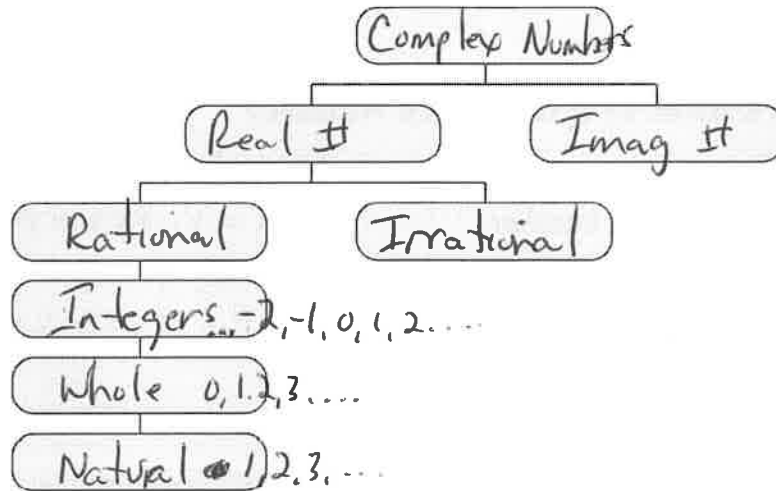 Complex Numbers
Real #
Imag #
Rational
Irrational
Integers ...-2, -1, 0, 1, 2....
Whole 0, 1, 2, 3, ....
Natural 1, 2, 3, ....